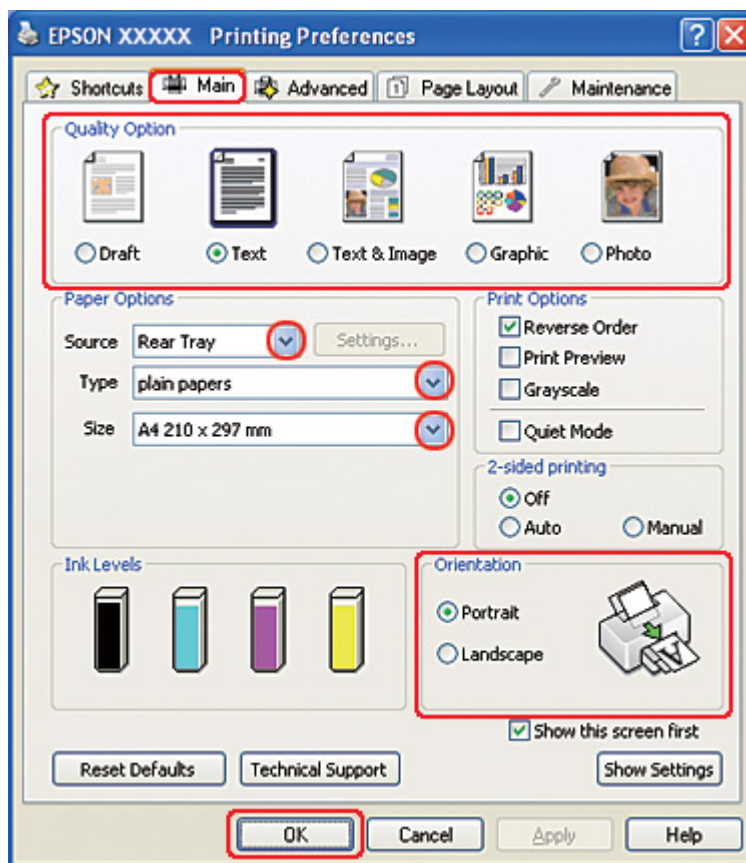 EPSON XXXXX Printing Preferences
Shortcuts Main Advanced Page Layout Maintenance
Quality Option
Draft Text Text & Image Graphic Photo
Paper Options
Source Rear Tray Settings...
Type plain papers
Size A4 210 x 297 mm
Print Options
Reverse Order
Print Preview
Grayscale
Quiet Mode
2-sided printing
Off
Auto Manual
Ink Levels
Orientation
Portrait
Landscape
Show this screen first
Reset Defaults Technical Support Show Settings
OK Cancel Apply Help